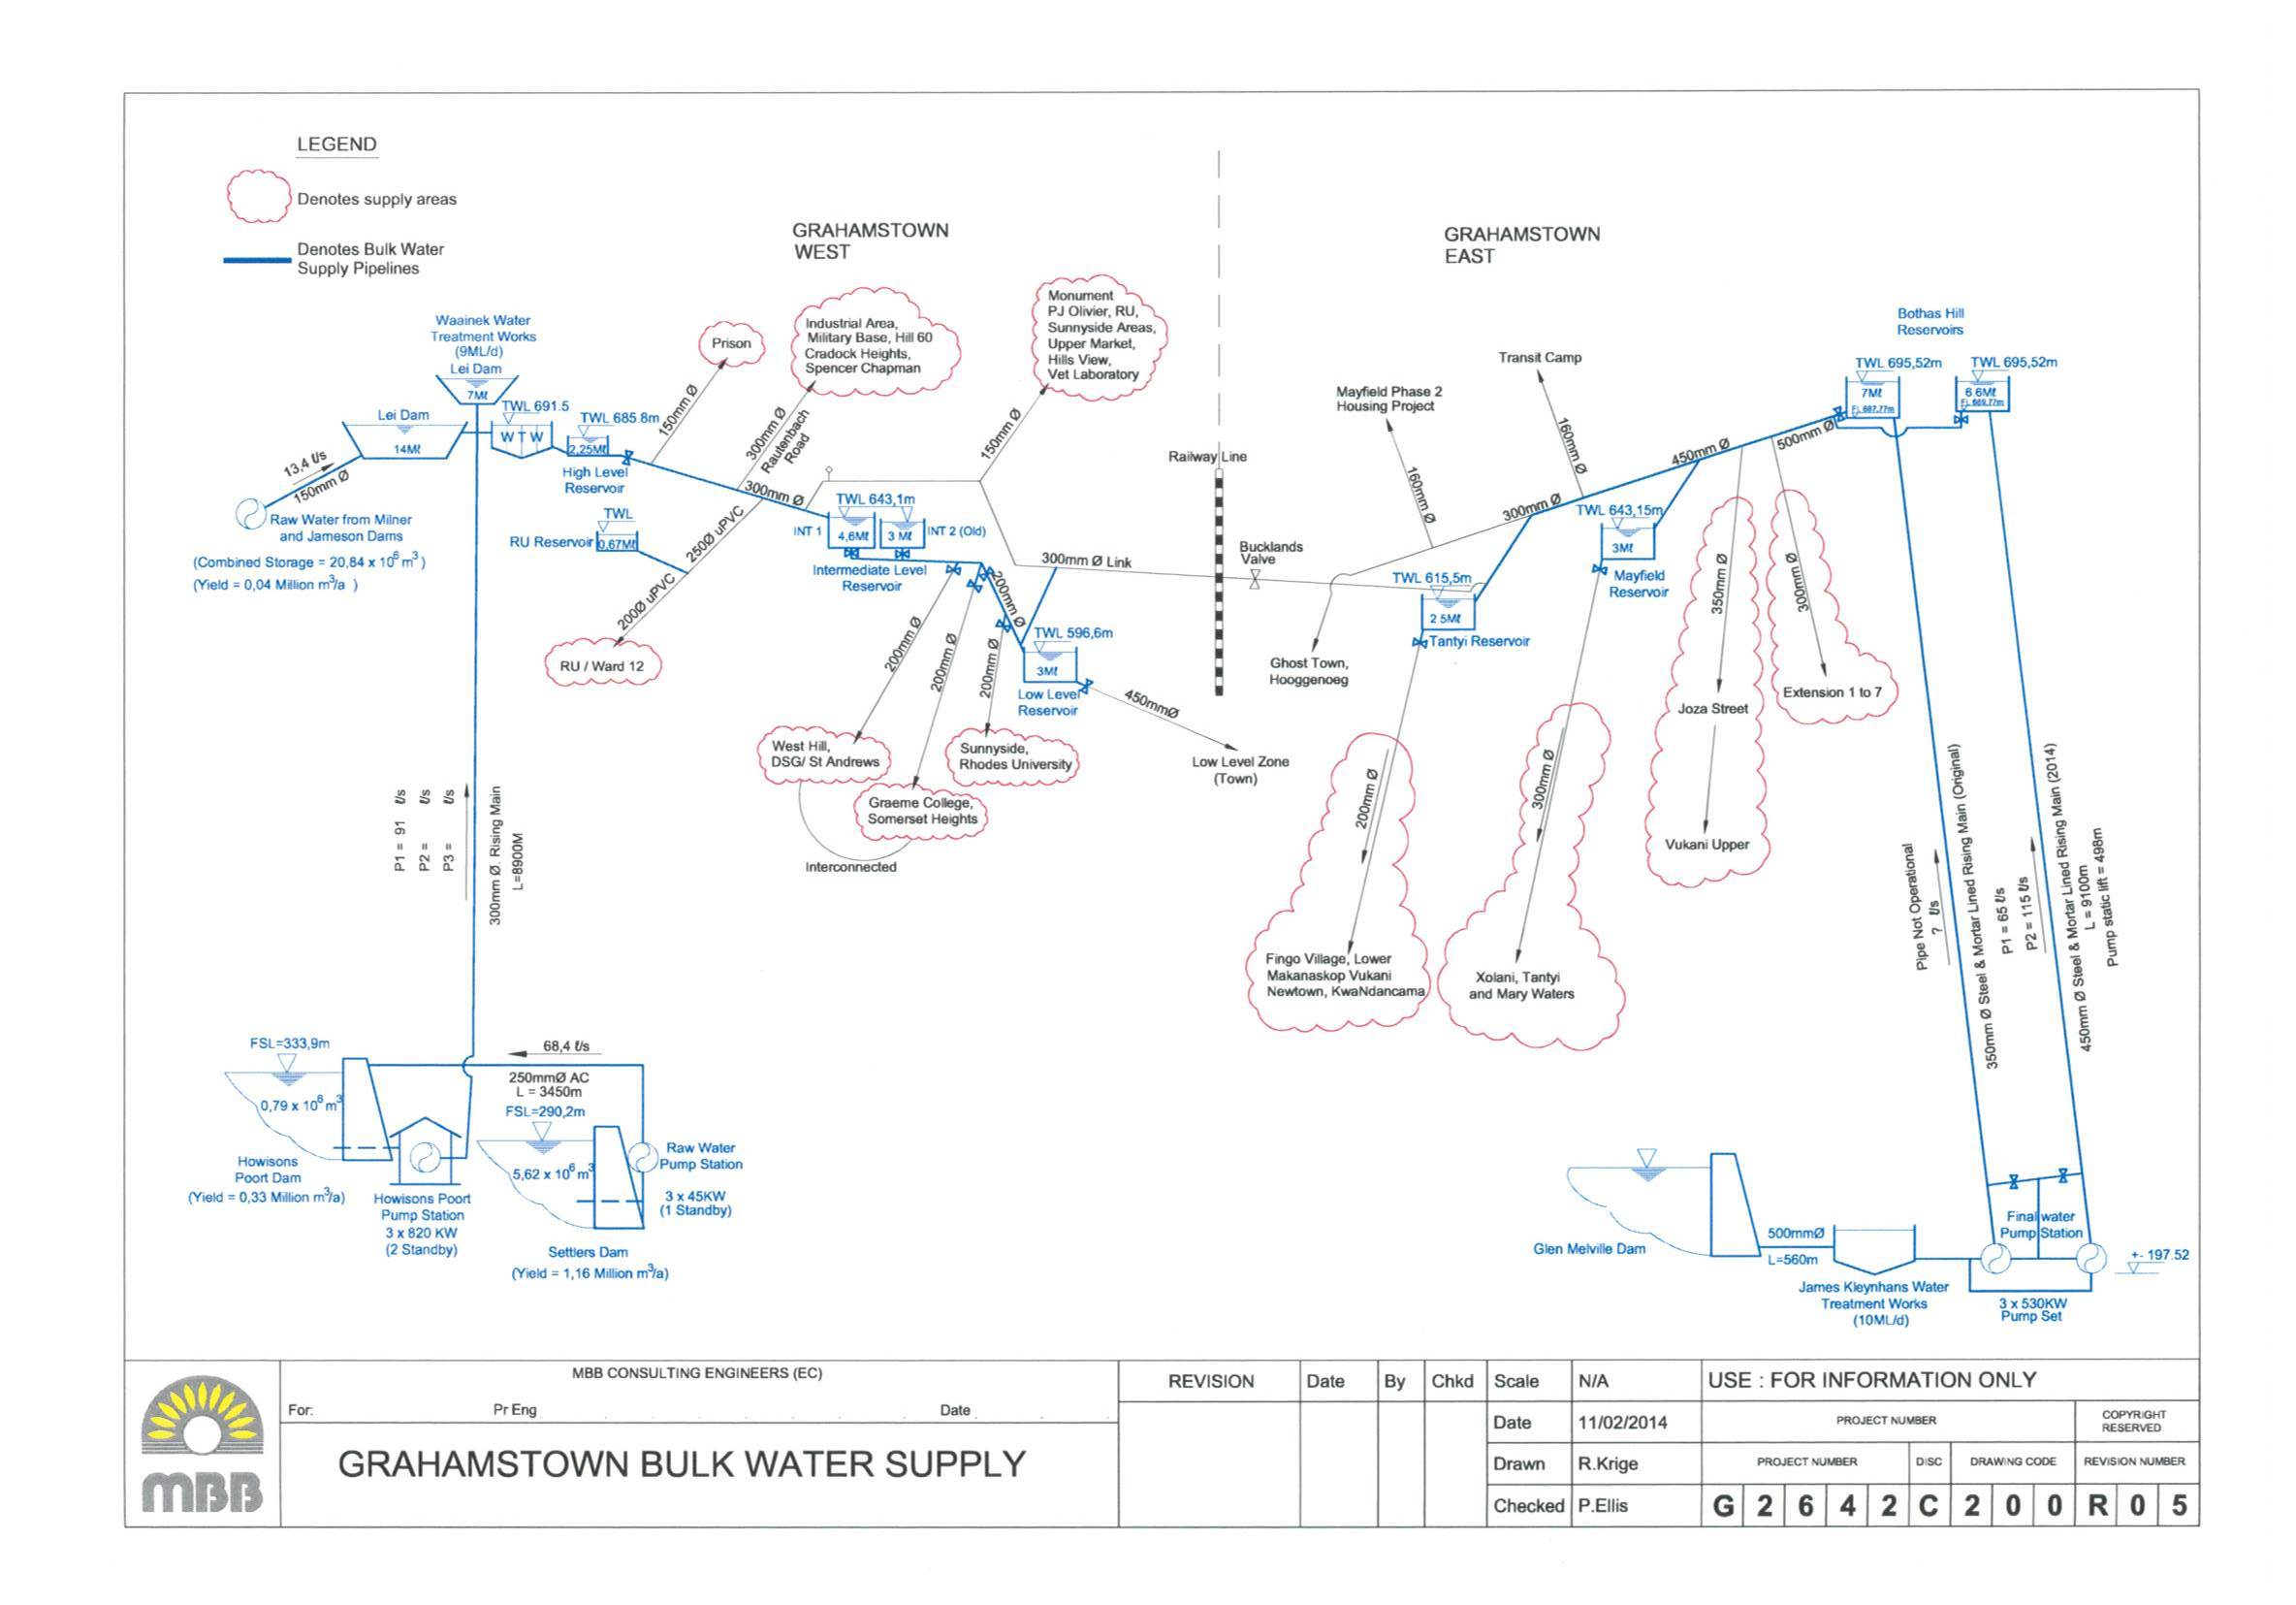 LEGEND
Denotes supply areas
Denotes Bulk Water
Supply Pipelines
GRAHAMSTOWN
WEST
GRAHAMSTOWN
EAST
Waainek Water
Treatment Works
(9ML/d)
Lei Dam
7Mℓ
Lei Dam
14Mℓ
TWL 691.5
W T W
TWL 685.8m
2,25Mℓ
High Level
Reservoir
13,4 ℓ/s
150mm Ø
Raw Water from Milner
and Jameson Dams
(Combined Storage = 20,84 x 10⁶ m³)
(Yield = 0,04 Million m³/a )
150mm Ø
Prison
300mm Ø
Rautenbach
Road
Industrial Area,
Military Base, Hill 60
Cradock Heights,
Spencer Chapman
300mm Ø
TWL
RU Reservoir
0,67Mℓ
250Ø uPVC
200Ø uPVC
RU / Ward 12
TWL 643,1m
INT 1
4,6Mℓ
3 Mℓ
INT 2 (Old)
Intermediate Level
Reservoir
150mm Ø
Monument
PJ Olivier, RU,
Sunnyside Areas,
Upper Market,
Hills View,
Vet Laboratory
200mm Ø
200mm Ø
200mm Ø
200mm Ø
West Hill,
DSG/ St Andrews
Graeme College,
Somerset Heights
Sunnyside,
Rhodes University
Interconnected
TWL 596,6m
3Mℓ
Low Level
Reservoir
450mmØ
Low Level Zone
(Town)
300mm Ø Link
Railway Line
Bucklands
Valve
Mayfield Phase 2
Housing Project
160mm Ø
Transit Camp
160mm Ø
300mm Ø
Ghost Town,
Hooggenoeg
TWL 615,5m
2.5Mℓ
Tantyi Reservoir
200mm Ø
Fingo Village, Lower
Makanaskop Vukani
Newtown, KwaNdancama
TWL 643,15m
3Mℓ
Mayfield
Reservoir
300mm Ø
Xolani, Tantyi
and Mary Waters
450mm Ø
500mm Ø
350mm Ø
Joza Street
Vukani Upper
300mm Ø
Extension 1 to 7
Bothas Hill
Reservoirs
TWL 695,52m
7Mℓ
FL 687,77m
TWL 695,52m
6.6Mℓ
Pipe Not Operational
? ℓ/s
350mm Ø Steel & Mortar Lined Rising Main (Original)
P1 = 65 ℓ/s
P2 = 115 ℓ/s
450mm Ø Steel & Mortar Lined Rising Main (2014)
L = 9100m
Pump static lift = 498m
P1 = 91 ℓ/s
P2 = ℓ/s
P3 = ℓ/s
300mm Ø. Rising Main
L=8900M
FSL=333,9m
0,79 x 10⁶ m³
Howisons
Poort Dam
(Yield = 0,33 Million m³/a)
Howisons Poort
Pump Station
3 x 820 KW
(2 Standby)
68,4 ℓ/s
250mmØ AC
L = 3450m
FSL=290,2m
5,62 x 10⁶ m³
Raw Water
Pump Station
3 x 45KW
(1 Standby)
Settlers Dam
(Yield = 1,16 Million m³/a)
Glen Melville Dam
500mmØ
L=560m
James Kleynhans Water
Treatment Works
(10ML/d)
Final water
Pump Station
3 x 530KW
Pump Set
+- 197.52
MBB
MBB CONSULTING ENGINEERS (EC)
For: Pr Eng Date
GRAHAMSTOWN BULK WATER SUPPLY
REVISION Date By Chkd
Scale N/A
Date 11/02/2014
Drawn R.Krige
Checked P.Ellis
USE : FOR INFORMATION ONLY
PROJECT NUMBER
COPYRIGHT
RESERVED
PROJECT NUMBER DISC DRAWING CODE REVISION NUMBER
G 2 6 4 2 C 2 0 0 R 0 5